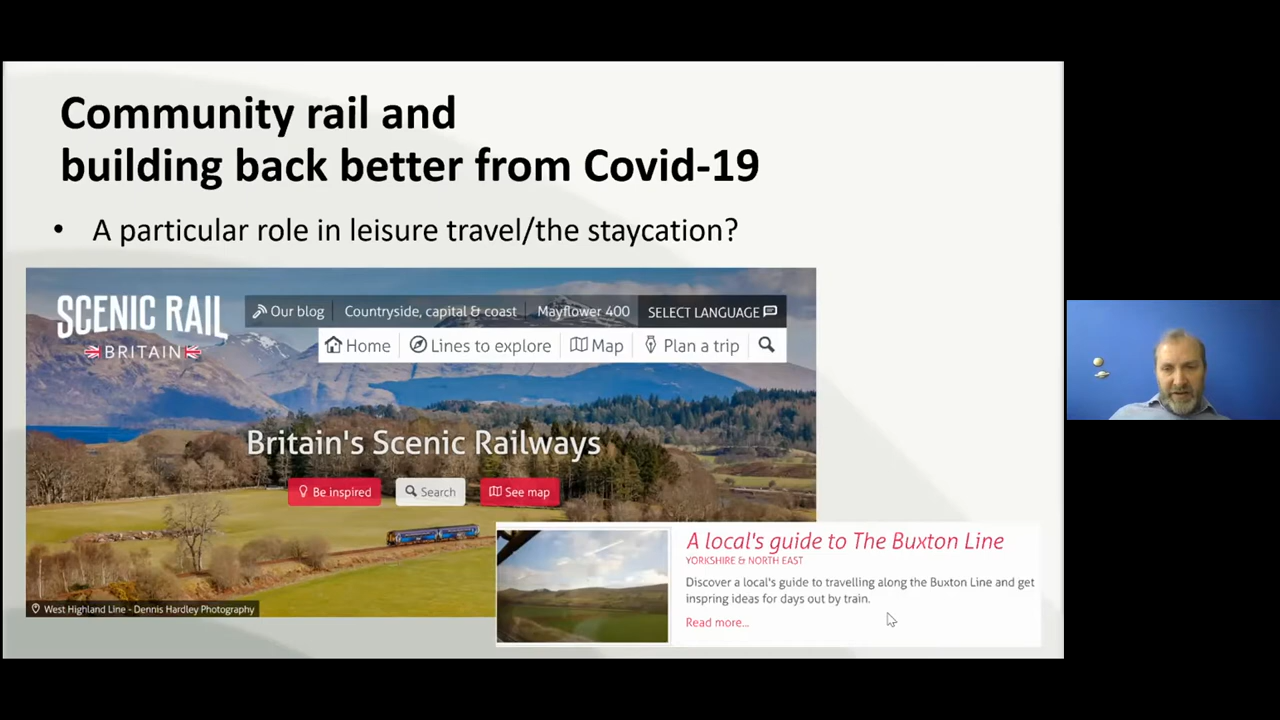 Community rail and
building back better from Covid-19
• A particular role in leisure travel/the staycation?
SCENIC RAIL
BRITAIN
Our blog Countryside, capital & coast Mayflower 400 SELECT LANGUAGE
Home Lines to explore Map Plan a trip
Britain's Scenic Railways
Be inspired Search See map
West Highland Line - Dennis Hardley Photography
A local's guide to The Buxton Line
YORKSHIRE & NORTH EAST
Discover a local's guide to travelling along the Buxton Line and get
inspring ideas for days out by train.
Read more...